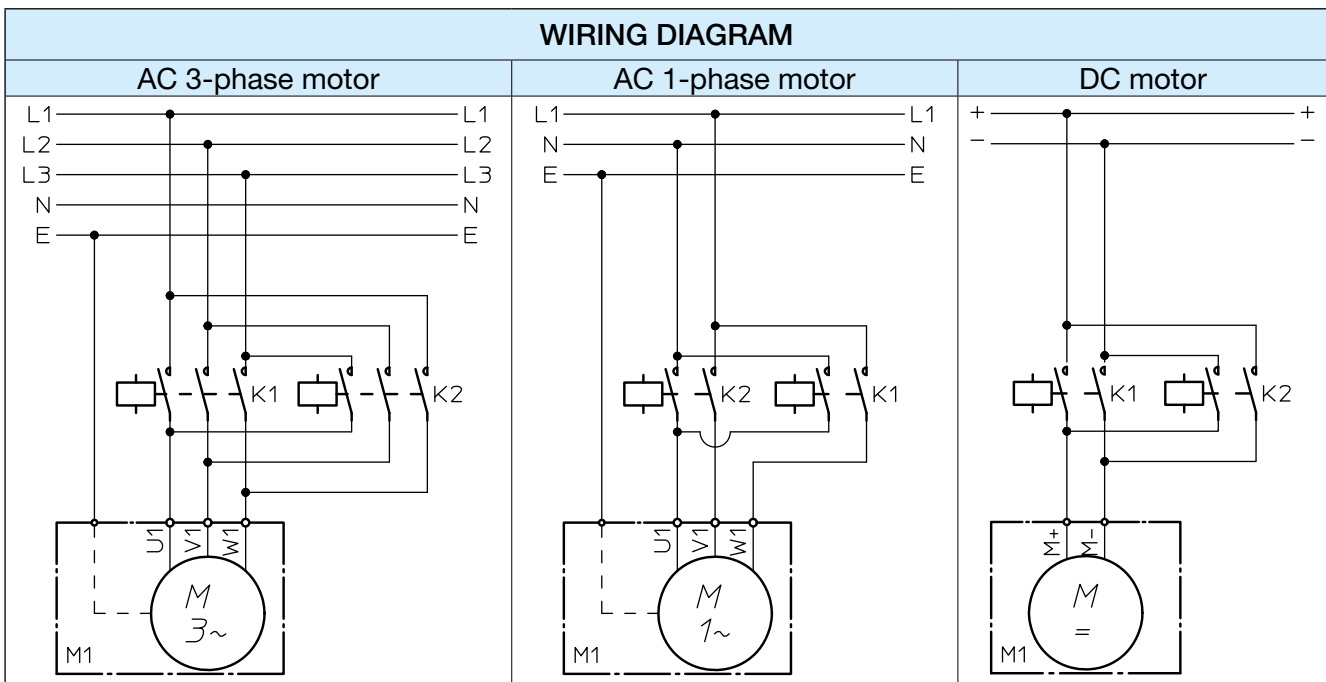 WIRING DIAGRAM
AC 3-phase motor
L1 L1
L2 L2
L3 L3
N N
E E
K1 K2
U1 V1 W1
M
3~
M1
AC 1-phase motor
L1 L1
N N
E E
K2 K1
U1 V1 W1
M
1~
M1
DC motor
+ +
− −
K1 K2
M+ M-
M
=
M1